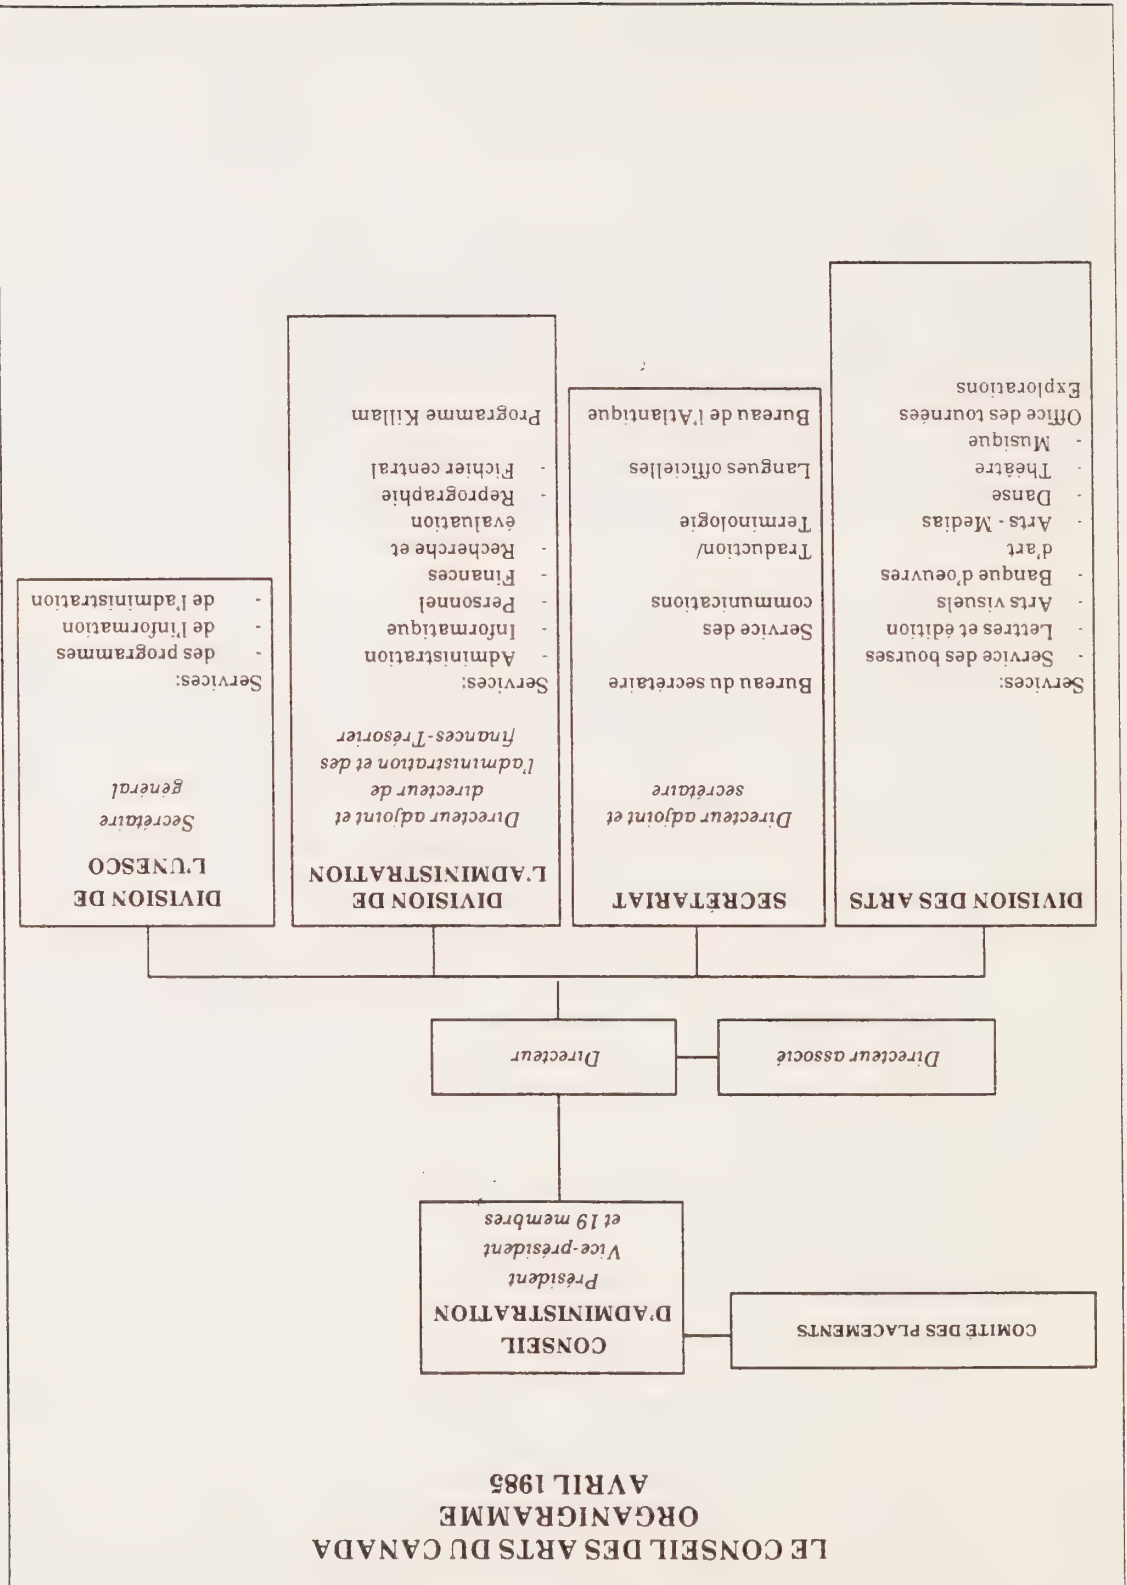 LE CONSEIL DES ARTS DU CANADA
ORGANIGRAMME
AVRIL 1985
COMITÉ DES PLACEMENTS
CONSEIL
D'ADMINISTRATION
Président
Vice-président
et 19 membres
Directeur associé
Directeur
DIVISION DES ARTS
Services:
- Service des bourses
- Lettres et édition
- Arts visuels
- Banque d'oeuvres
d'art
- Arts - Medias
- Danse
- Théâtre
- Musique
Office des tournées
Explorations
SECRÉTARIAT
Directeur adjoint et
secrétaire
Bureau du secrétaire
Service des
communications
Traduction/
Terminologie
Langues officielles
Bureau de l'Atlantique
DIVISION DE
L'ADMINISTRATION
Directeur adjoint et
directeur de
l'administration et des
finances-Trésorier
Services:
- Administration
- Informatique
- Personnel
- Finances
- Recherche et
évaluation
- Reprographie
- Fichier central
Programme Killam
DIVISION DE
L'UNESCO
Secrétaire
général
Services:
- des programmes
- de l'information
- de l'administration